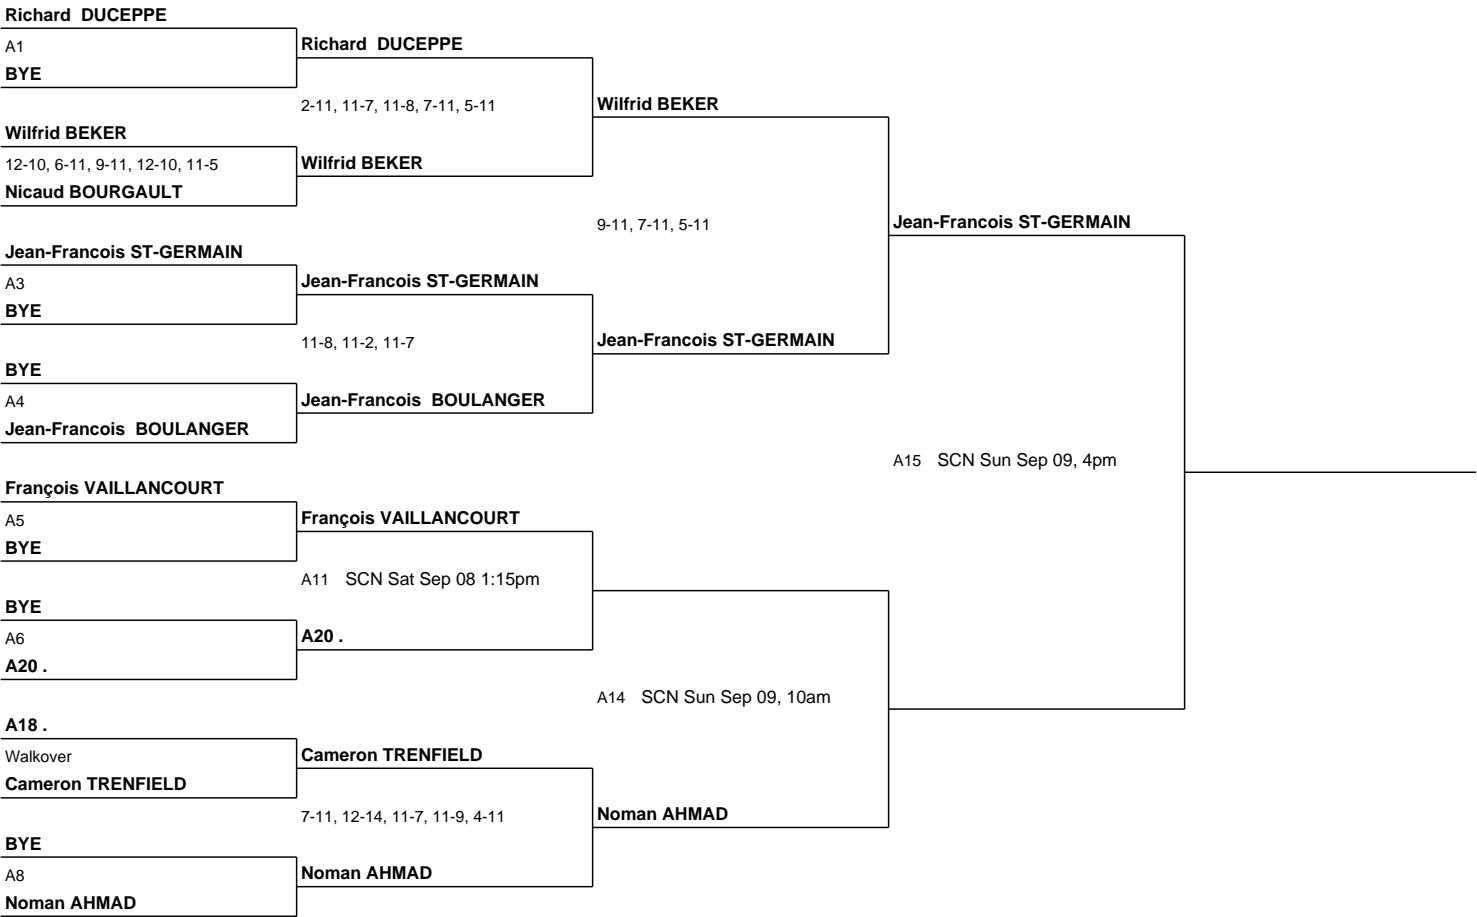 Richard  DUCEPPE
A1
BYE
Richard  DUCEPPE
2-11, 11-7, 11-8, 7-11, 5-11
Wilfrid BEKER
Wilfrid BEKER
12-10, 6-11, 9-11, 12-10, 11-5
Nicaud BOURGAULT
Wilfrid BEKER
9-11, 7-11, 5-11
Jean-Francois ST-GERMAIN
Jean-Francois ST-GERMAIN
A3
BYE
Jean-Francois ST-GERMAIN
11-8, 11-2, 11-7
Jean-Francois ST-GERMAIN
BYE
A4
Jean-Francois  BOULANGER
Jean-Francois  BOULANGER
A15 SCN Sun Sep 09, 4pm
François VAILLANCOURT
A5
BYE
François VAILLANCOURT
A11 SCN Sat Sep 08 1:15pm
BYE
A6
A20 .
A20 .
A14 SCN Sun Sep 09, 10am
A18 .
Walkover
Cameron TRENFIELD
Cameron TRENFIELD
7-11, 12-14, 11-7, 11-9, 4-11
Noman AHMAD
BYE
A8
Noman AHMAD
Noman AHMAD